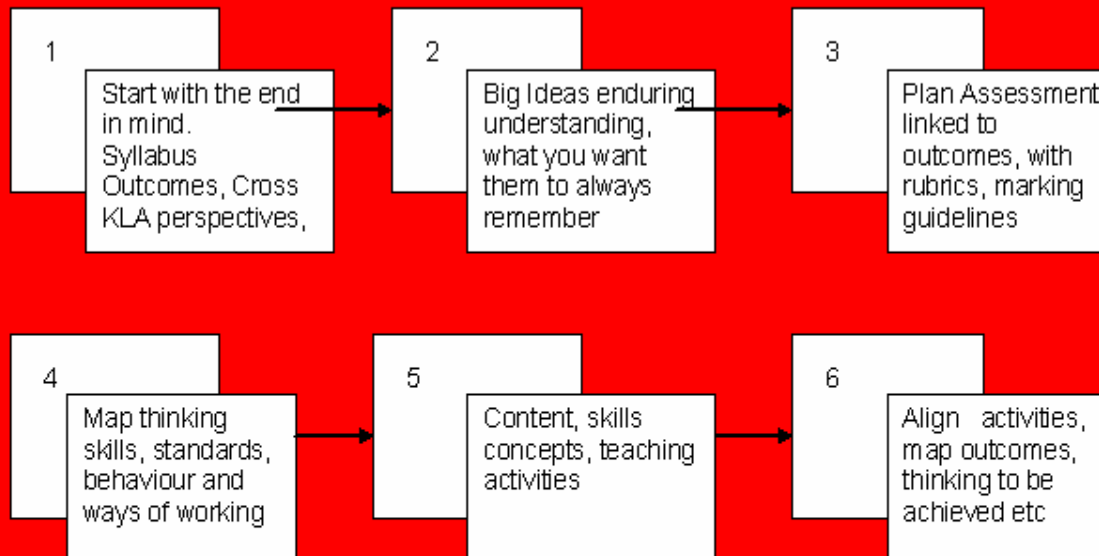 1
Start with the end
in mind.
Syllabus
Outcomes, Cross
KLA perspectives,
2
Big Ideas enduring
understanding,
what you want
them to always
remember
3
Plan Assessment
linked to
outcomes, with
rubrics, marking
guidelines
4
Map thinking
skills, standards,
behaviour and
ways of working
5
Content, skills
concepts, teaching
activities
6
Align activities,
map outcomes,
thinking to be
achieved etc